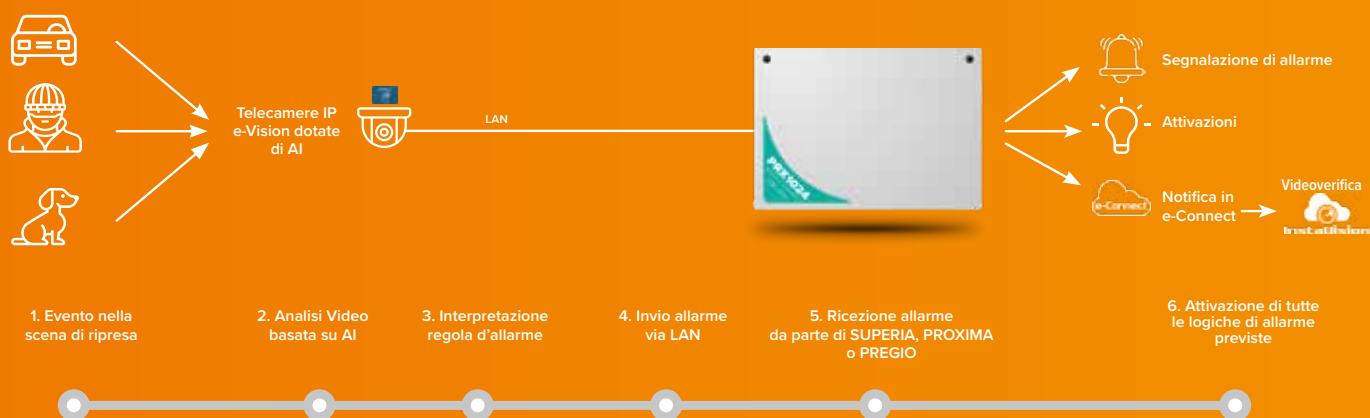 Telecamere IP
e-Vision dotate
di AI
LAN
PRX1024
Segnalazione di allarme
Attivazioni
e-Connect
Notifica in
e-Connect
Videoverifica
InstaVision
1. Evento nella
scena di ripresa
2. Analisi Video
basata su AI
3. Interpretazione
regola d'allarme
4. Invio allarme
via LAN
5. Ricezione allarme
da parte di SUPERIA, PROXIMA
o PREGIO
6. Attivazione di tutte
le logiche di allarme
previste